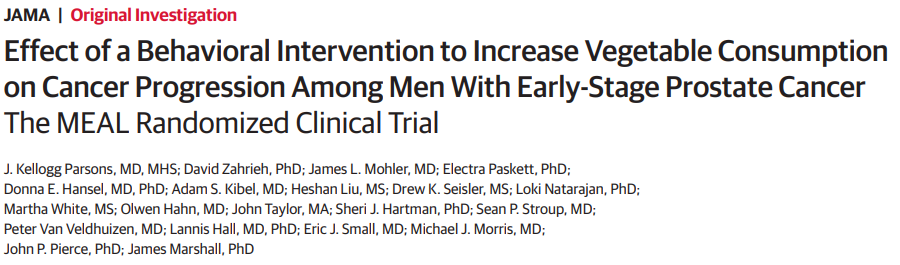 JAMA | Original Investigation
Effect of a Behavioral Intervention to Increase Vegetable Consumption
on Cancer Progression Among Men With Early-Stage Prostate Cancer
The MEAL Randomized Clinical Trial
J. Kellogg Parsons, MD, MHS; David Zahrieh, PhD; James L. Mohler, MD; Electra Paskett, PhD;
Donna E. Hansel, MD, PhD; Adam S. Kibel, MD; Heshan Liu, MS; Drew K. Seisler, MS; Loki Natarajan, PhD;
Martha White, MS; Olwen Hahn, MD; John Taylor, MA; Sheri J. Hartman, PhD; Sean P. Stroup, MD;
Peter Van Veldhuizen, MD; Lannis Hall, MD, PhD; Eric J. Small, MD; Michael J. Morris, MD;
John P. Pierce, PhD; James Marshall, PhD